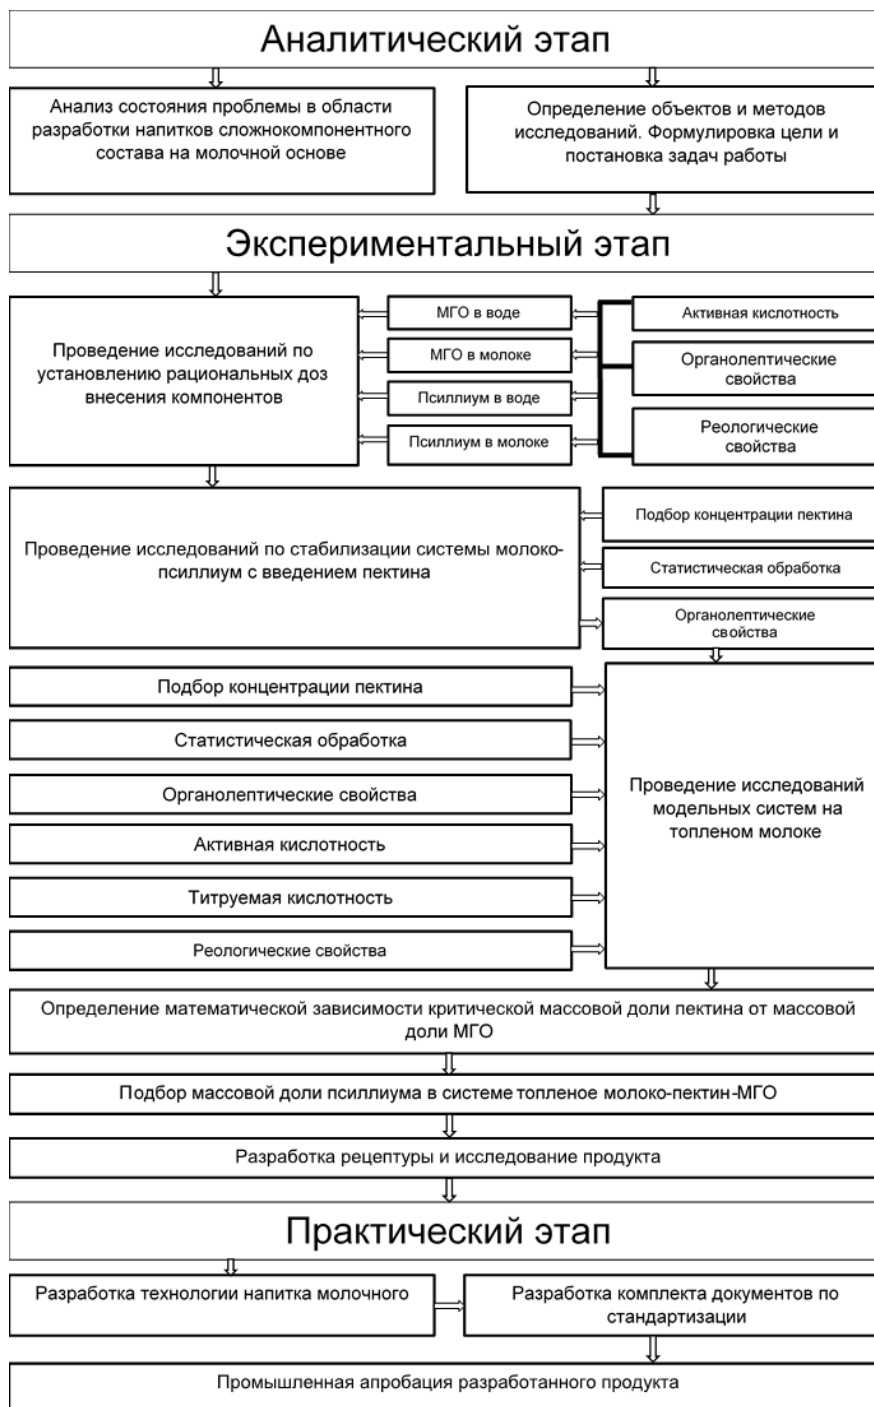 Аналитический этап
Анализ состояния проблемы в области
разработки напитков сложнокомпонентного
состава на молочной основе
Определение объектов и методов
исследований. Формулировка цели и
постановка задач работы
Экспериментальный этап
Проведение исследований по
установлению рациональных доз
внесения компонентов
МГО в воде
МГО в молоке
Псиллиум в воде
Псиллиум в молоке
Активная кислотность
Органолептические
свойства
Реологические
свойства
Проведение исследований по стабилизации системы молоко-
псиллиум с введением пектина
Подбор концентрации пектина
Статистическая обработка
Органолептические
свойства
Подбор концентрации пектина
Статистическая обработка
Органолептические свойства
Активная кислотность
Титруемая кислотность
Реологические свойства
Проведение исследований
модельных систем на
топленом молоке
Определение математической зависимости критической массовой доли пектина от массовой
доли МГО
Подбор массовой доли псиллиума в системе топленое молоко-пектин-МГО
Разработка рецептуры и исследование продукта
Практический этап
Разработка технологии напитка молочного
Разработка комплекта документов по
стандартизации
Промышленная апробация разработанного продукта